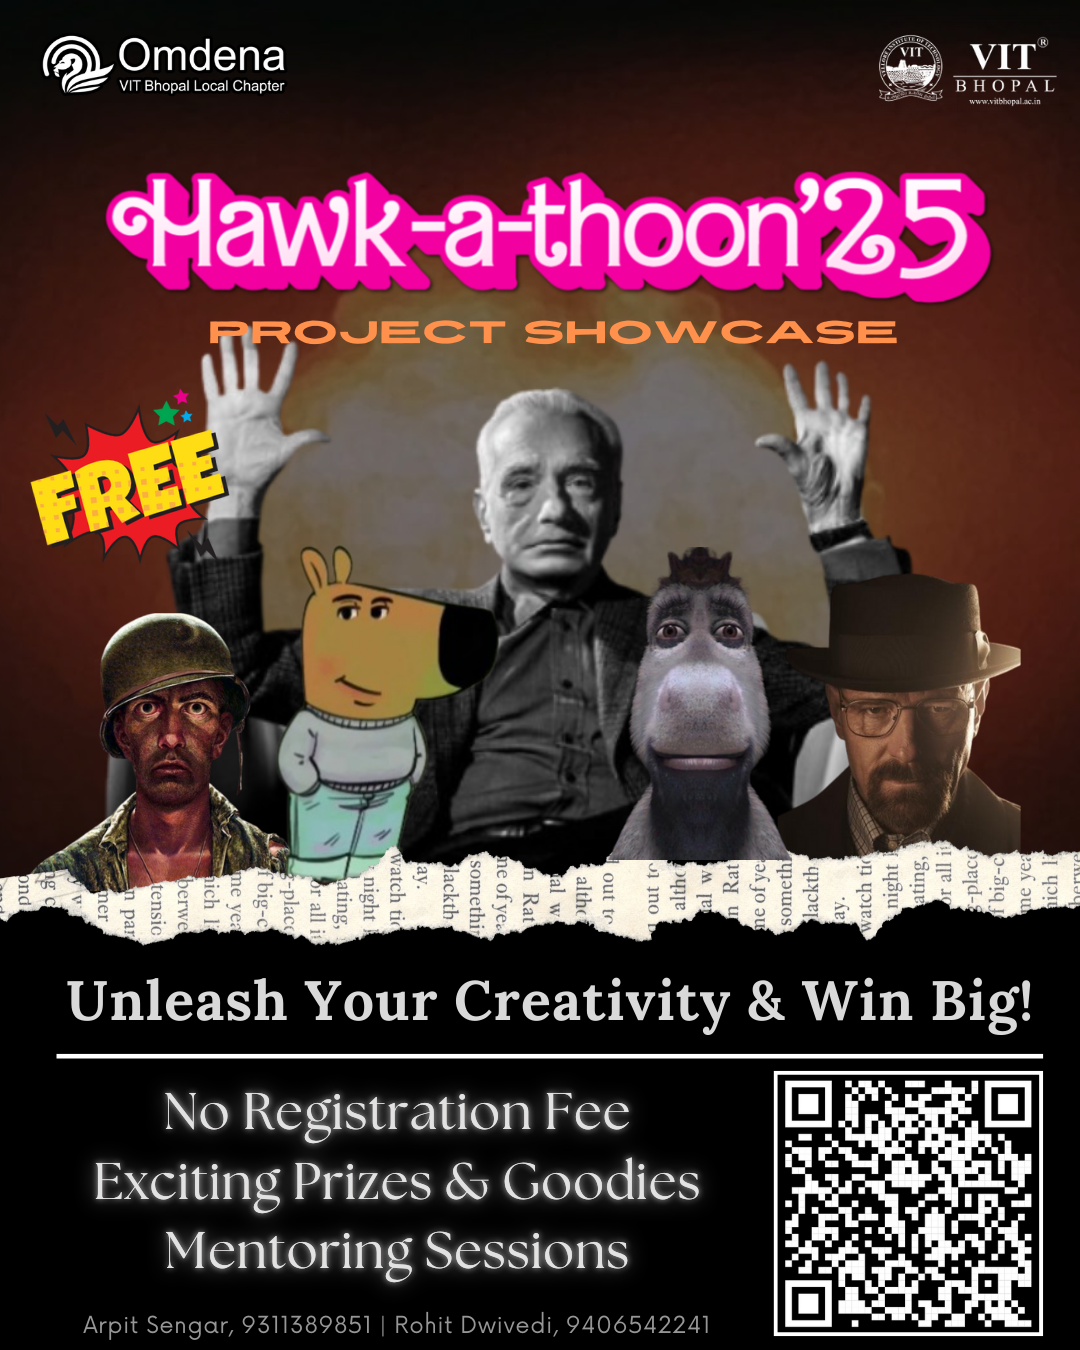 Omdena
VIT Bhopal Local Chapter
VIT
VIT®
BHOPAL
www.vitbhopal.ac.in
Hawk-a-thoon'25
PROJECT SHOWCASE
FREE
Unleash Your Creativity & Win Big!
No Registration Fee
Exciting Prizes & Goodies
Mentoring Sessions
Arpit Sengar, 9311389851 | Rohit Dwivedi, 9406542241